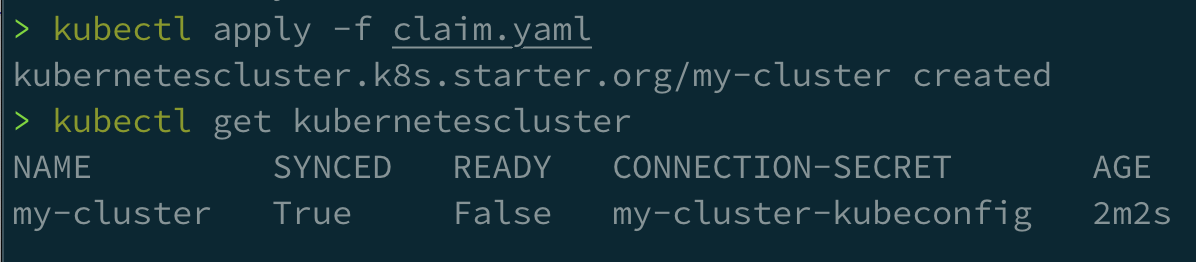 > kubectl apply -f claim.yaml
kubernetescluster.k8s.starter.org/my-cluster created
> kubectl get kubernetescluster
NAME         SYNCED   READY   CONNECTION-SECRET       AGE
my-cluster   True     False   my-cluster-kubeconfig   2m2s